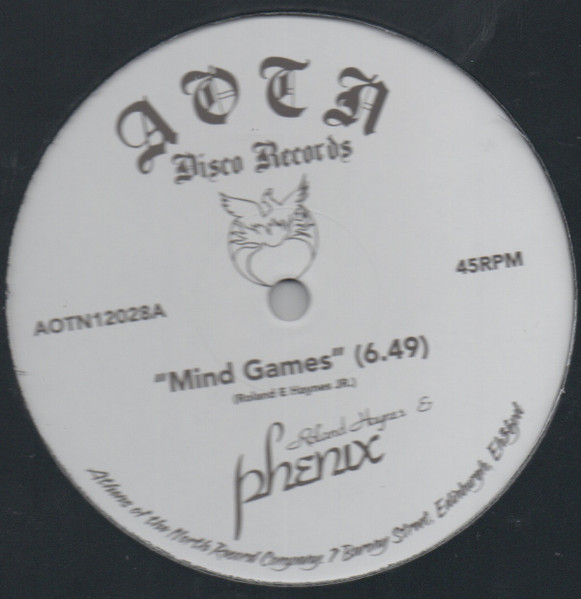 AOTN
Disco Records
45RPM
AOTN12028A
"Mind Games" (6.49)
(Roland E Haynes JR.)
Roland Haynes &
phenix
Athens of the North Record Company, 7 Barony Street, Edinburgh,